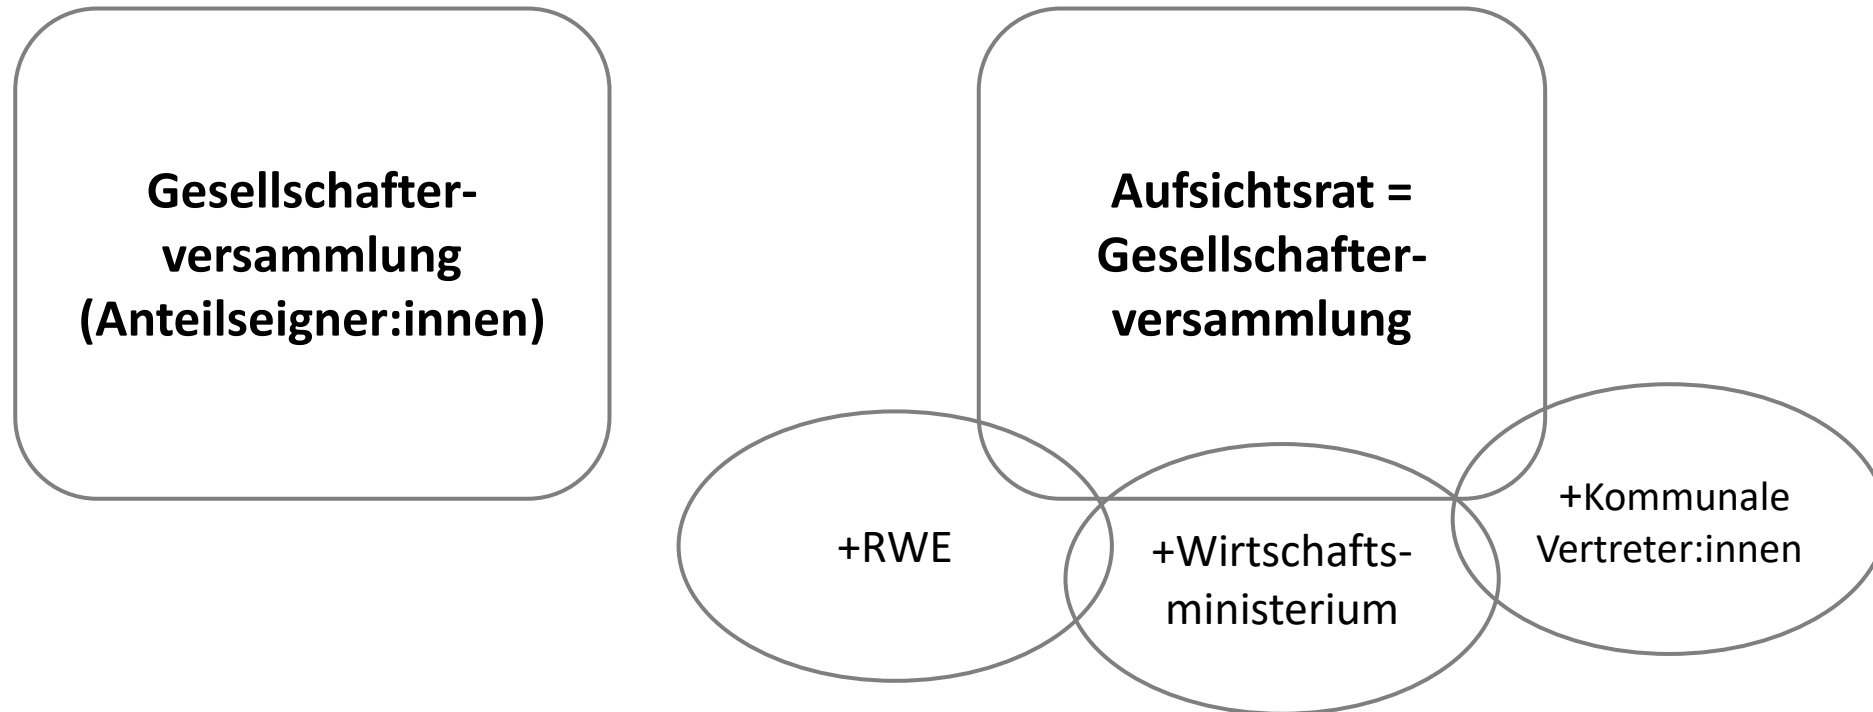 Gesellschafter-
versammlung
(Anteilseigner:innen)
Aufsichtsrat =
Gesellschafter-
versammlung
+RWE
+Wirtschafts-
ministerium
+Kommunale
Vertreter:innen